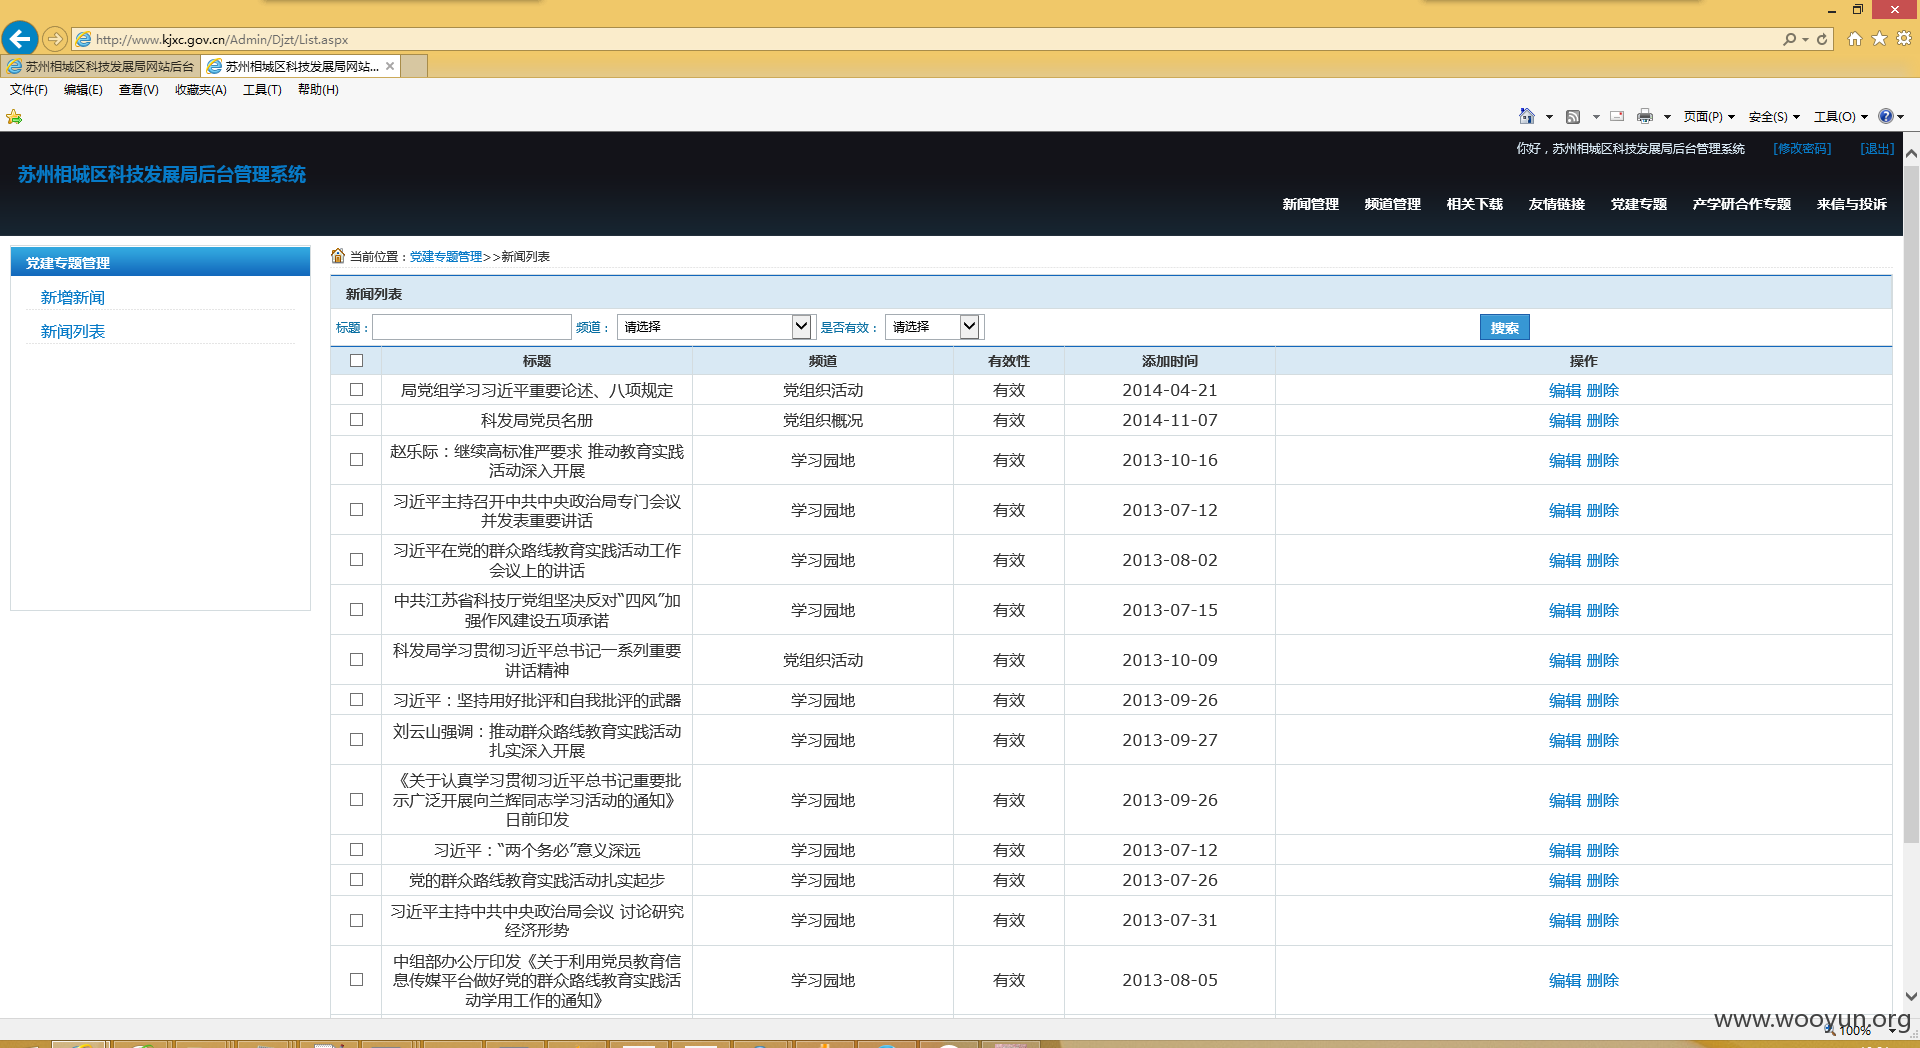 http://www.kjxc.gov.cn/Admin/Djzt/List.aspx
苏州相城区科技发展局网站后台
苏州相城区科技发展局网站...
文件(F) 编辑(E) 查看(V) 收藏夹(A) 工具(T) 帮助(H)
页面(P) 安全(S) 工具(O)
你好，苏州相城区科技发展局后台管理系统 [修改密码] [退出]
苏州相城区科技发展局后台管理系统
新闻管理 频道管理 相关下载 友情链接 党建专题 产学研合作专题 来信与投诉
党建专题管理
新增新闻
新闻列表
当前位置：党建专题管理>>新闻列表
新闻列表
标题： 频道： 请选择 是否有效： 请选择 搜索
标题 频道 有效性 添加时间 操作
局党组学习习近平重要论述、八项规定 党组织活动 有效 2014-04-21 编辑 删除
科发局党员名册 党组织概况 有效 2014-11-07 编辑 删除
赵乐际：继续高标准严要求 推动教育实践
活动深入开展 学习园地 有效 2013-10-16 编辑 删除
习近平主持召开中共中央政治局专门会议
并发表重要讲话 学习园地 有效 2013-07-12 编辑 删除
习近平在党的群众路线教育实践活动工作
会议上的讲话 学习园地 有效 2013-08-02 编辑 删除
中共江苏省科技厅党组坚决反对“四风”加
强作风建设五项承诺 学习园地 有效 2013-07-15 编辑 删除
科发局学习贯彻习近平总书记一系列重要
讲话精神 党组织活动 有效 2013-10-09 编辑 删除
习近平：坚持用好批评和自我批评的武器 学习园地 有效 2013-09-26 编辑 删除
刘云山强调：推动群众路线教育实践活动
扎实深入开展 学习园地 有效 2013-09-27 编辑 删除
《关于认真学习贯彻习近平总书记重要批
示广泛开展向兰辉同志学习活动的通知》
日前印发 学习园地 有效 2013-09-26 编辑 删除
习近平：“两个务必”意义深远 学习园地 有效 2013-07-12 编辑 删除
党的群众路线教育实践活动扎实起步 学习园地 有效 2013-07-26 编辑 删除
习近平主持中共中央政治局会议 讨论研究
经济形势 学习园地 有效 2013-07-31 编辑 删除
中组部办公厅印发《关于利用党员教育信
息传媒平台做好党的群众路线教育实践活
动学用工作的通知》 学习园地 有效 2013-08-05 编辑 删除
www.wooyun.org
100%